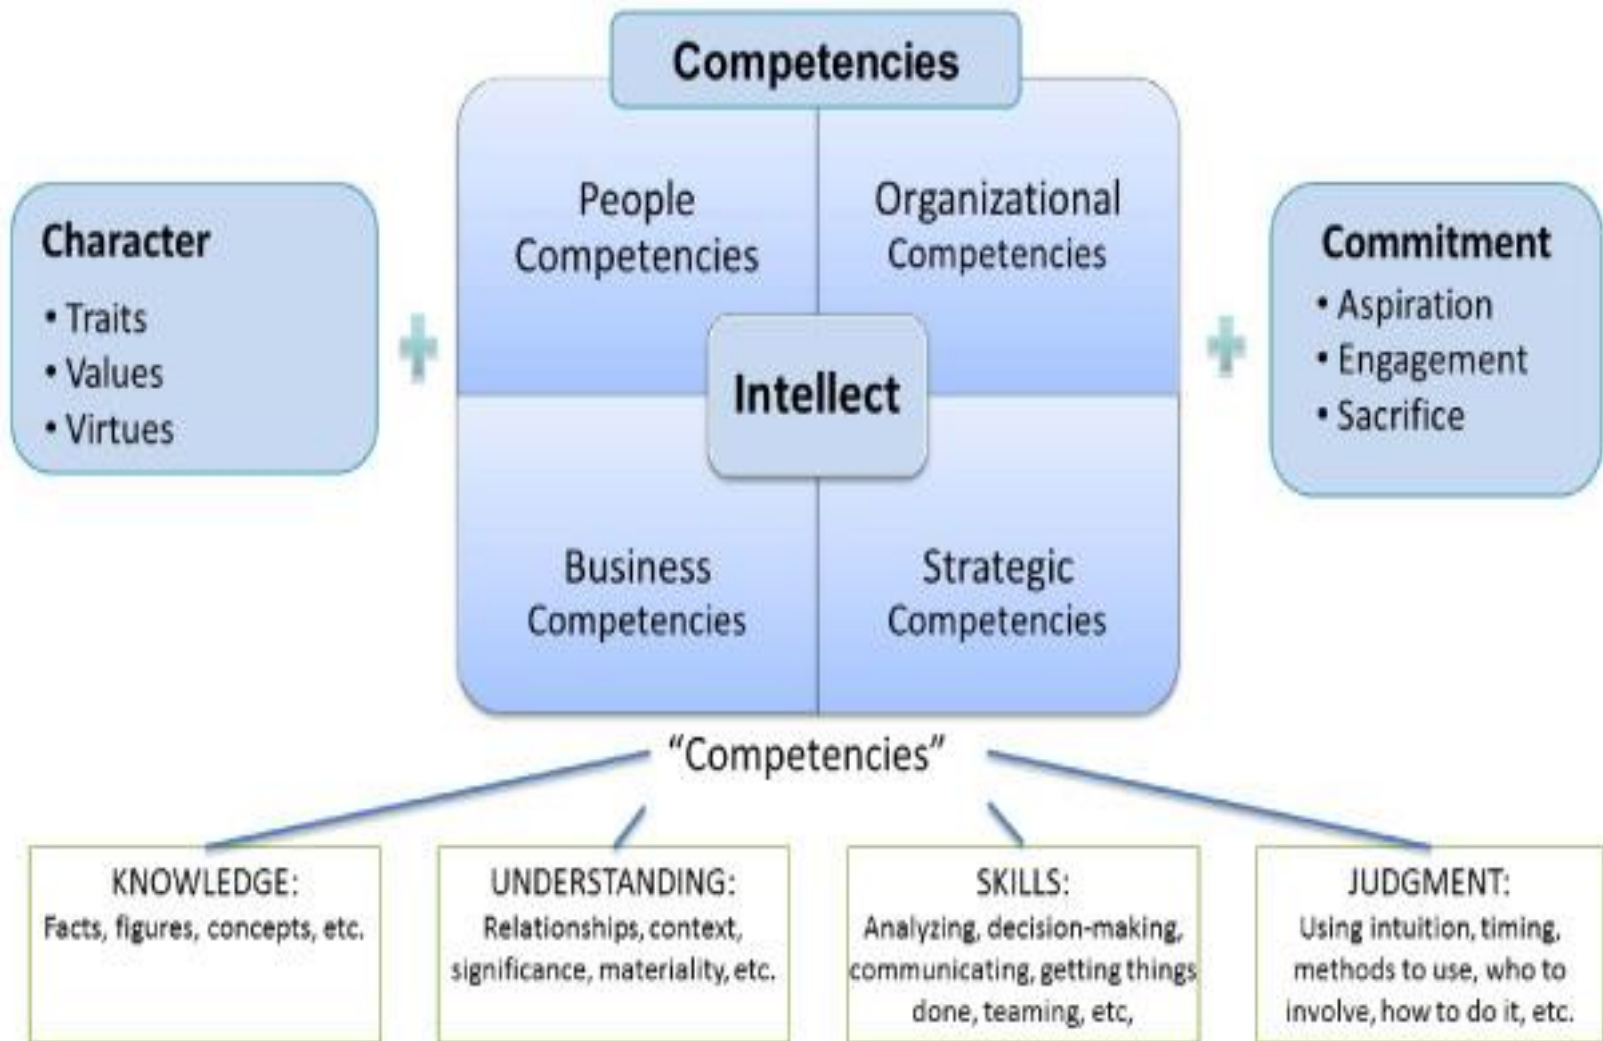 Competencies
Character
• Traits
• Values
• Virtues
People
Competencies
Organizational
Competencies
Intellect
Business
Competencies
Strategic
Competencies
Commitment
• Aspiration
• Engagement
• Sacrifice
“Competencies”
KNOWLEDGE:
Facts, figures, concepts, etc.
UNDERSTANDING:
Relationships, context,
significance, materiality, etc.
SKILLS:
Analyzing, decision-making,
communicating, getting things
done, teaming, etc,
JUDGMENT:
Using intuition, timing,
methods to use, who to
involve, how to do it, etc.